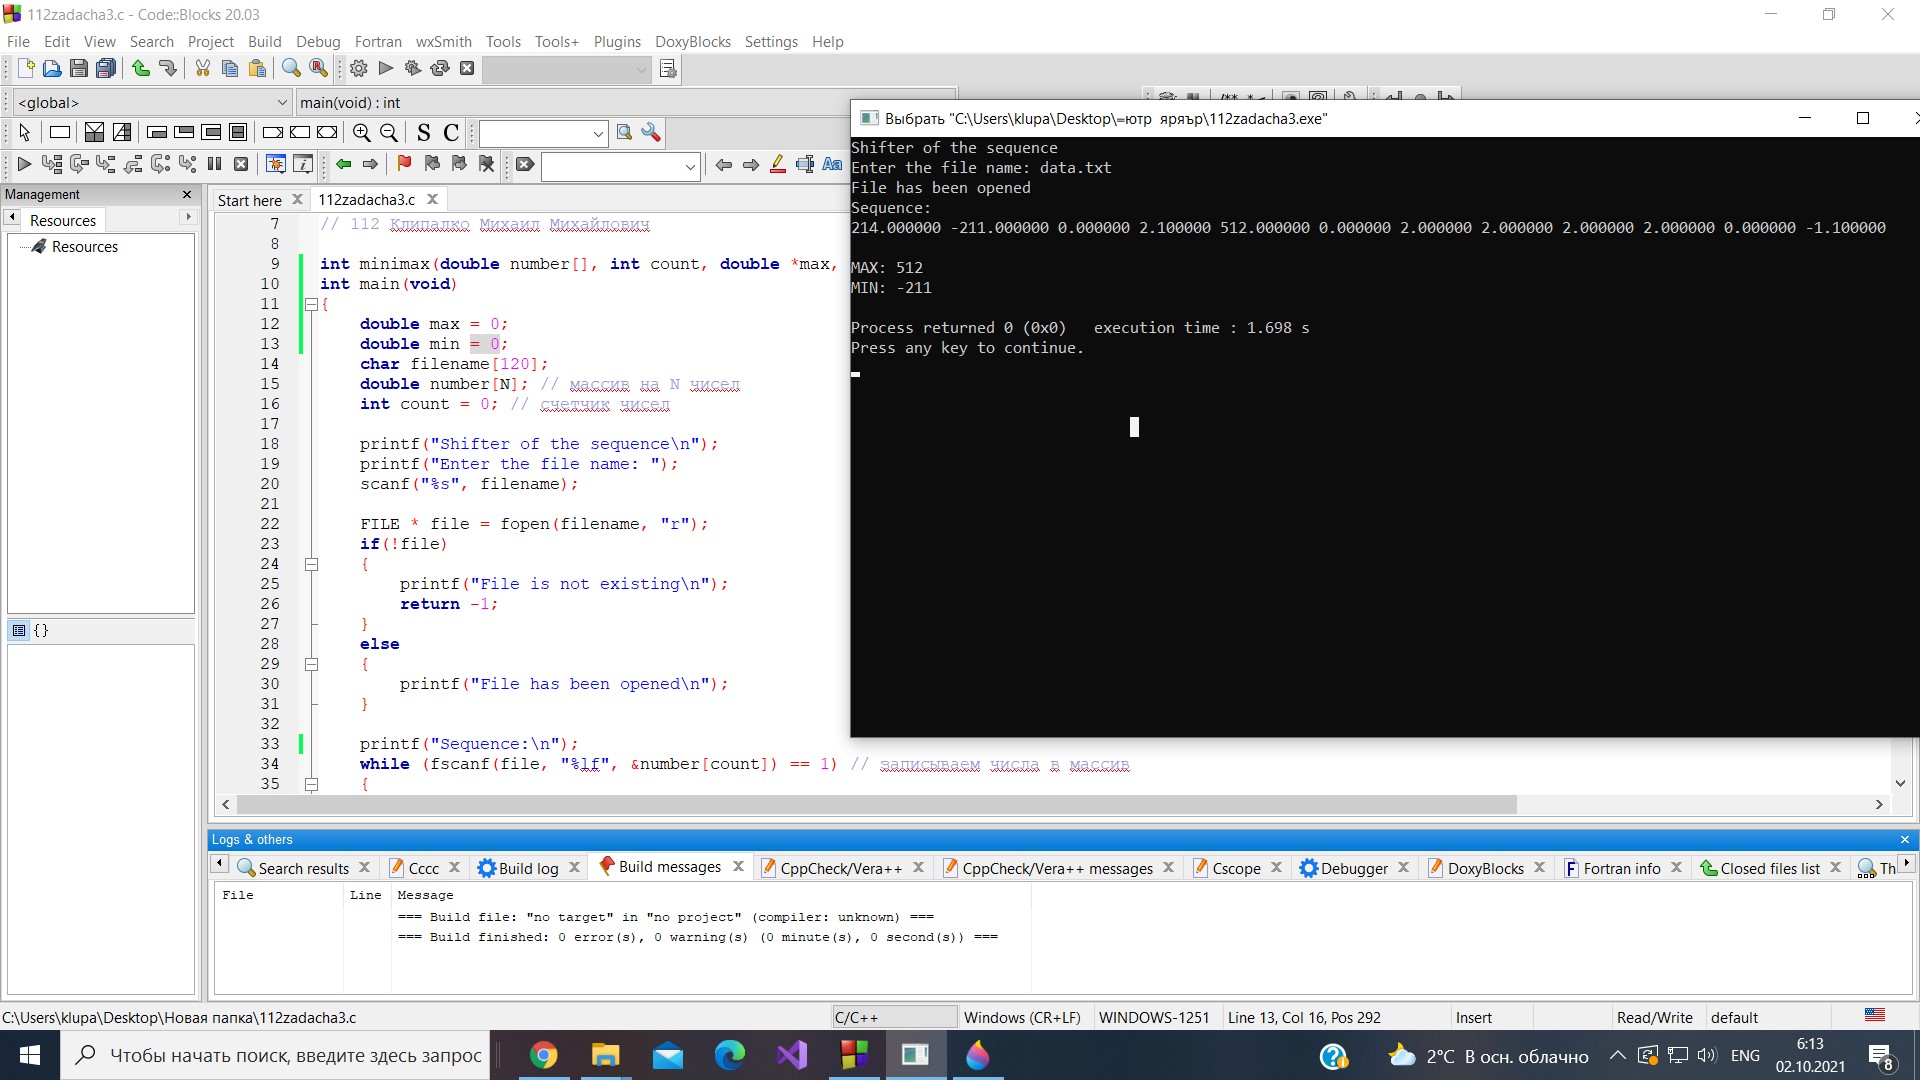 112zadacha3.c - Code::Blocks 20.03
File Edit View Search Project Build Debug Fortran wxSmith Tools Tools+ Plugins DoxyBlocks Settings Help
<global>
main(void) : int
S C
Management
Resources
Resources
{}
Start here
112zadacha3.c
7 // 112 Клипалко Михаил Михайлович
8
9 int minimax(double number[], int count, double *max,
10 int main(void)
11 {
12 double max = 0;
13 double min = 0;
14 char filename[120];
15 double number[N]; // массив на N чисел
16 int count = 0; // счетчик чисел
17
18 printf("Shifter of the sequence\n");
19 printf("Enter the file name: ");
20 scanf("%s", filename);
21
22 FILE * file = fopen(filename, "r");
23 if(!file)
24 {
25 printf("File is not existing\n");
26 return -1;
27 }
28 else
29 {
30 printf("File has been opened\n");
31 }
32
33 printf("Sequence:\n");
34 while (fscanf(file, "%lf", &number[count]) == 1) // записываем числа в массив
35 {
Выбрать "C:\Users\klupa\Desktop\=ютр яряър\112zadacha3.exe"
Shifter of the sequence
Enter the file name: data.txt
File has been opened
Sequence:
214.000000 -211.000000 0.000000 2.100000 512.000000 0.000000 2.000000 2.000000 2.000000 2.000000 0.000000 -1.100000
MAX: 512
MIN: -211
Process returned 0 (0x0) execution time : 1.698 s
Press any key to continue.
Logs & others
Search results Cccc Build log Build messages CppCheck/Vera++ CppCheck/Vera++ messages Cscope Debugger DoxyBlocks Fortran info Closed files list Th
File Line Message
=== Build file: "no target" in "no project" (compiler: unknown) ===
=== Build finished: 0 error(s), 0 warning(s) (0 minute(s), 0 second(s)) ===
C:\Users\klupa\Desktop\Новая папка\112zadacha3.c
C/C++
Windows (CR+LF)
WINDOWS-1251
Line 13, Col 16, Pos 292
Insert
Read/Write
default
Чтобы начать поиск, введите здесь запрос
2°C В осн. облачно
ENG
6:13
02.10.2021
8